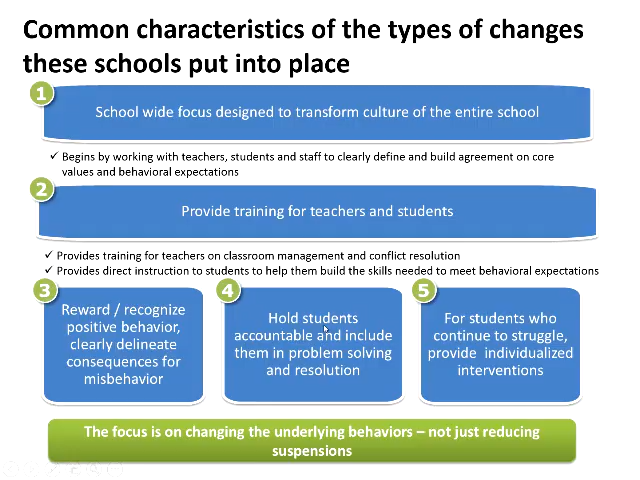 Common characteristics of the types of changes
these schools put into place
1
School wide focus designed to transform culture of the entire school
✓ Begins by working with teachers, students and staff to clearly define and build agreement on core
values and behavioral expectations
2
Provide training for teachers and students
✓ Provides training for teachers on classroom management and conflict resolution
✓ Provides direct instruction to students to help them build the skills needed to meet behavioral expectations
3
Reward / recognize
positive behavior,
clearly delineate
consequences for
misbehavior
4
Hold students
accountable and include
them in problem solving
and resolution
5
For students who
continue to struggle,
provide individualized
interventions
The focus is on changing the underlying behaviors – not just reducing
suspensions